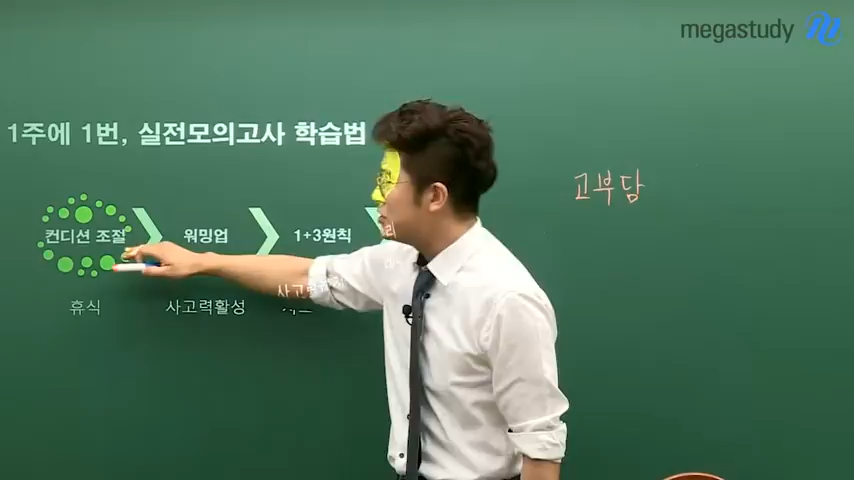 megastudy
1주에 1번, 실전모의고사 학습법
고부담
컨디션 조절
워밍업
1+3원칙
휴식
사고력활성